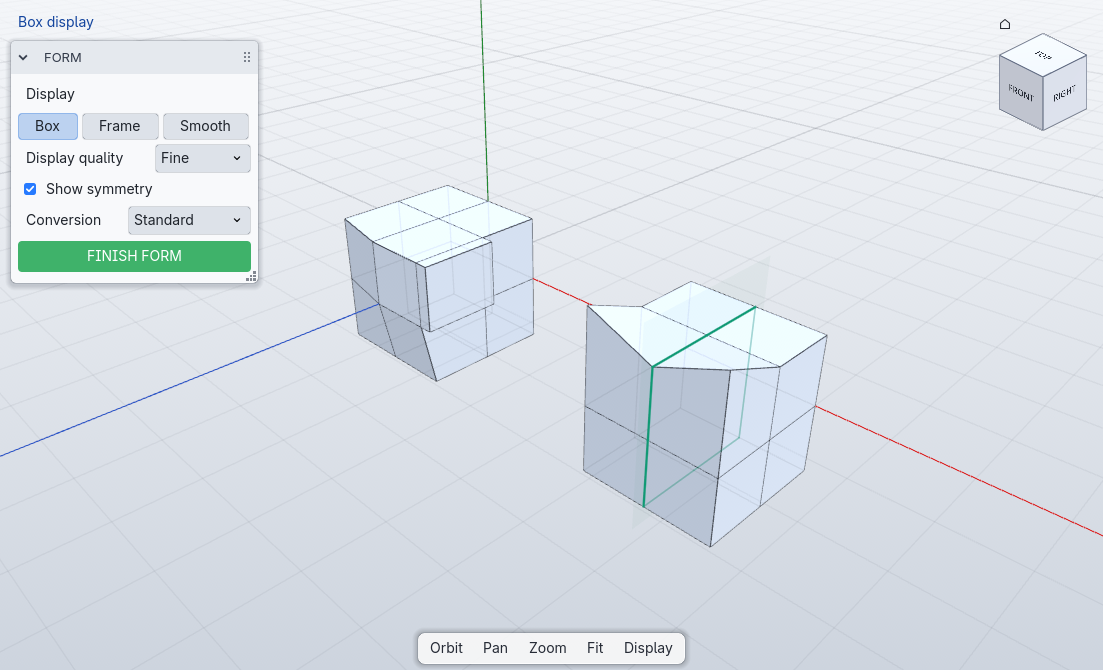 Box display
FORM
Display
Box Frame Smooth
Display quality Fine
Show symmetry
Conversion Standard
FINISH FORM
TOP
FRONT
RIGHT
Orbit Pan Zoom Fit Display